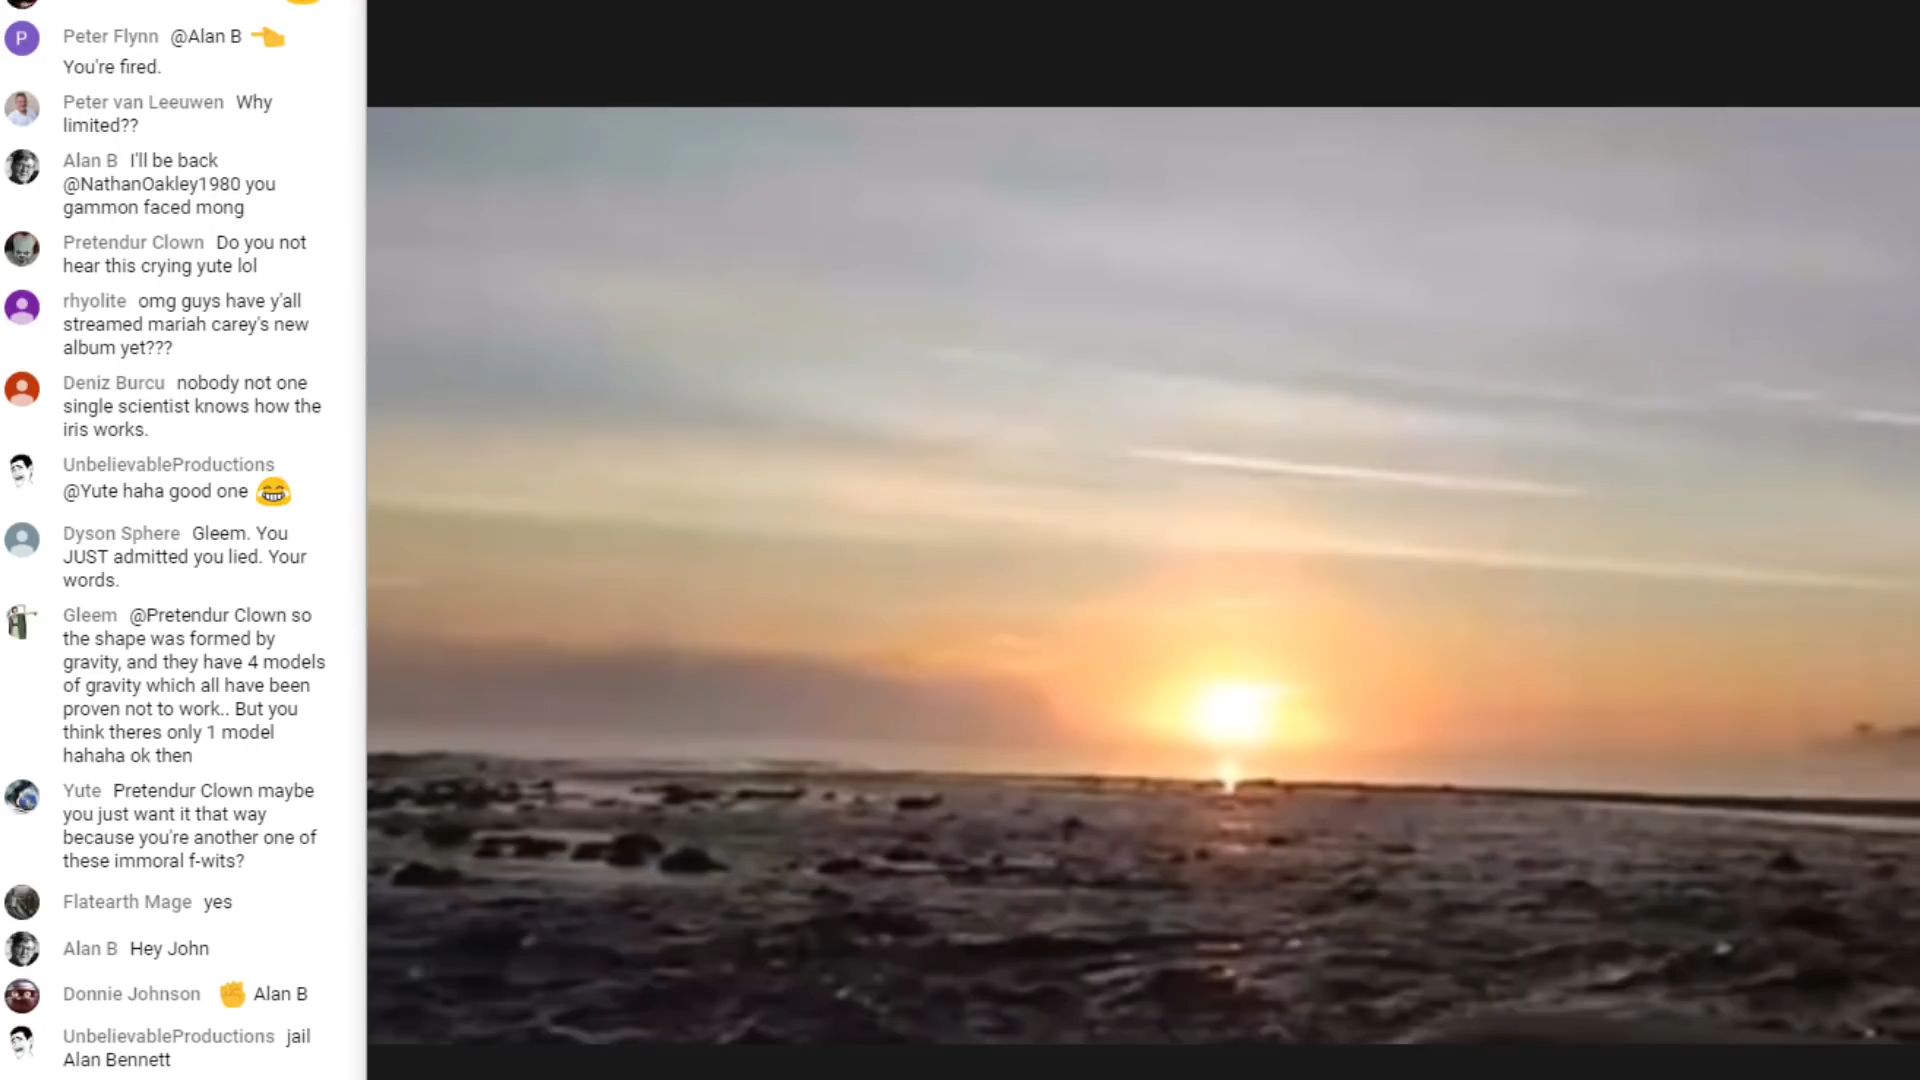 Peter Flynn @Alan B 👈
You're fired.
Peter van Leeuwen Why
limited??
Alan B I'll be back
@NathanOakley1980 you
gammon faced mong
Pretendur Clown Do you not
hear this crying yute lol
rhyolite omg guys have y'all
streamed mariah carey's new
album yet???
Deniz Burcu nobody not one
single scientist knows how the
iris works.
UnbelievableProductions
@Yute haha good one 😂
Dyson Sphere Gleem. You
JUST admitted you lied. Your
words.
Gleem @Pretendur Clown so
the shape was formed by
gravity, and they have 4 models
of gravity which all have been
proven not to work.. But you
think theres only 1 model
hahaha ok then
Yute Pretendur Clown maybe
you just want it that way
because you're another one of
these immoral f-wits?
Flatearth Mage yes
Alan B Hey John
Donnie Johnson ✊ Alan B
UnbelievableProductions jail
Alan Bennett